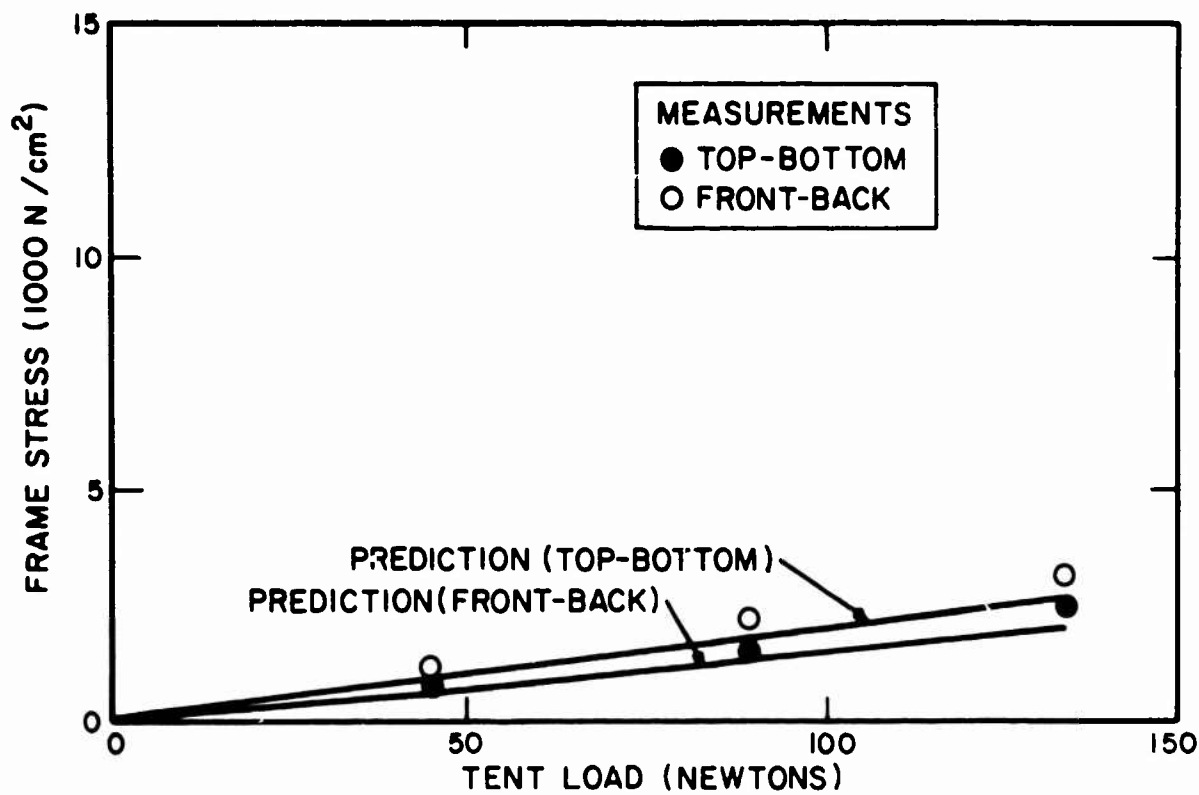 15
10
5
0
FRAME STRESS (1000 N/cm²)
MEASUREMENTS
● TOP-BOTTOM
○ FRONT-BACK
PREDICTION (TOP-BOTTOM)
PREDICTION (FRONT-BACK)
0
50
100
150
TENT LOAD (NEWTONS)